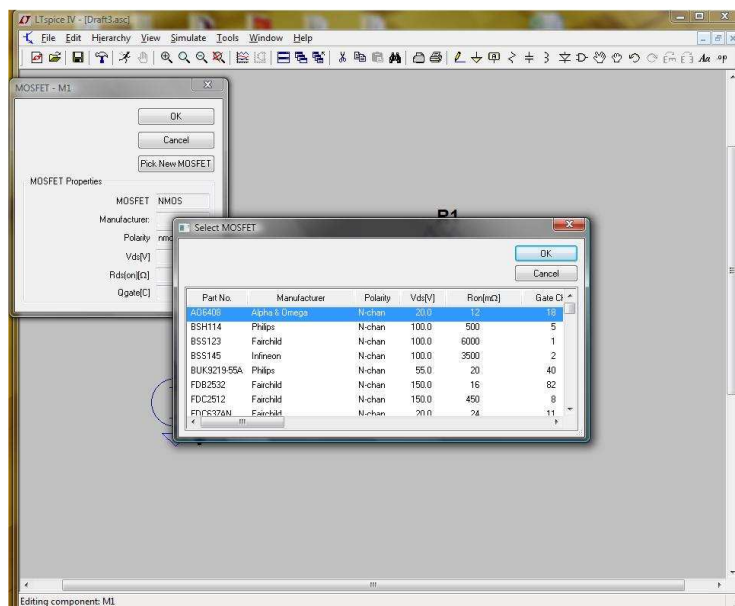 LTspice IV - [Draft3.asc]
File Edit Hierarchy View Simulate Tools Window Help
Aa .op
MOSFET - M1
OK
Cancel
Pick New MOSFET
MOSFET Properties
MOSFET NMOS
Manufacturer:
Polarity
Vds[V]
Rds(on)[Ω]
Qgate[C]
Select MOSFET
OK
Cancel
Part No. Manufacturer Polarity Vds[V] Ron[mΩ] Gate
AO6408 Alpha & Omega N-chan 20.0 12 18
BSH114 Philips N-chan 100.0 500 5
BSS123 Fairchild N-chan 100.0 6000 1
BSS145 Infineon N-chan 100.0 3500 2
BUK9219-55A Philips N-chan 55.0 20 40
FDB2532 Fairchild N-chan 150.0 16 82
FDC2512 Fairchild N-chan 150.0 450 8
FDC637AN Fairchild N-chan 20.0 24 11
Editing component: M1